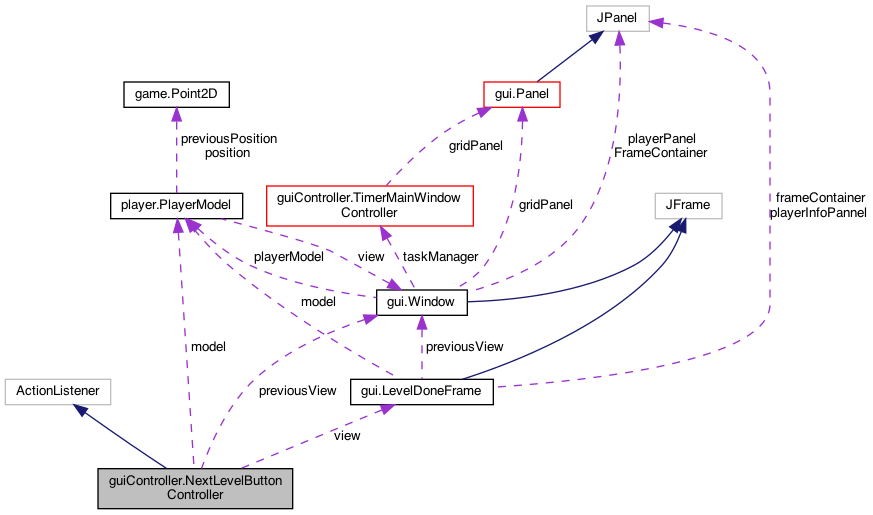 JPanel
game.Point2D
gui.Panel
previousPosition
position
gridPanel
playerPanel
FrameContainer
player.PlayerModel
guiController.TimerMainWindow
Controller
gridPanel
JFrame
frameContainer
playerInfoPannel
playerModel
view
taskManager
model
gui.Window
model
previousView
ActionListener
previousView
gui.LevelDoneFrame
view
guiController.NextLevelButton
Controller